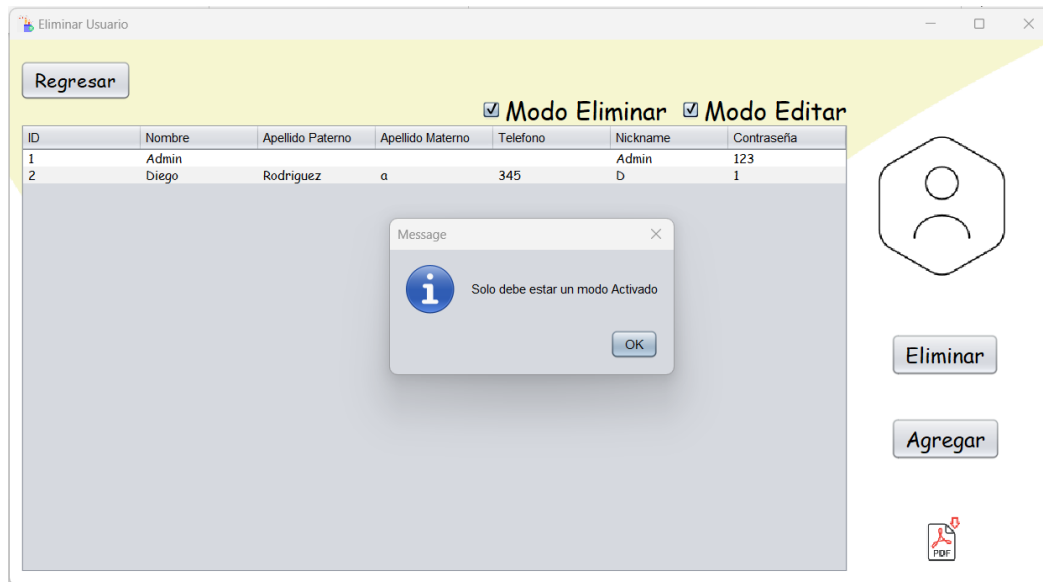 Eliminar Usuario
Regresar
Modo Eliminar Modo Editar
ID Nombre Apellido Paterno Apellido Materno Telefono Nickname Contraseña
1 Admin Admin 123
2 Diego Rodriguez a 345 D 1
Message
Solo debe estar un modo Activado
OK
Eliminar
Agregar
PDF